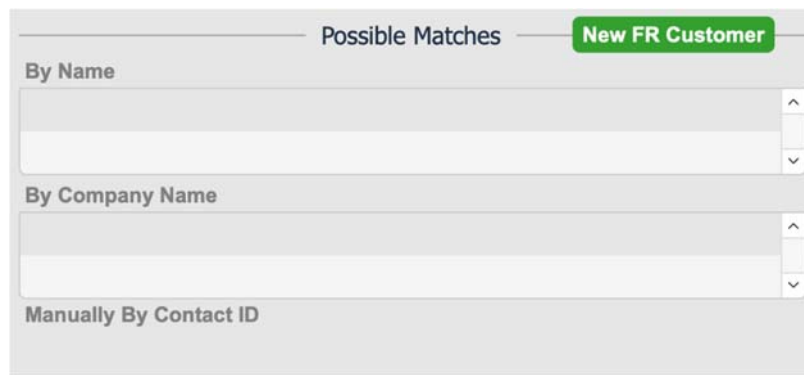 Possible Matches New FR Customer
By Name
By Company Name
Manually By Contact ID